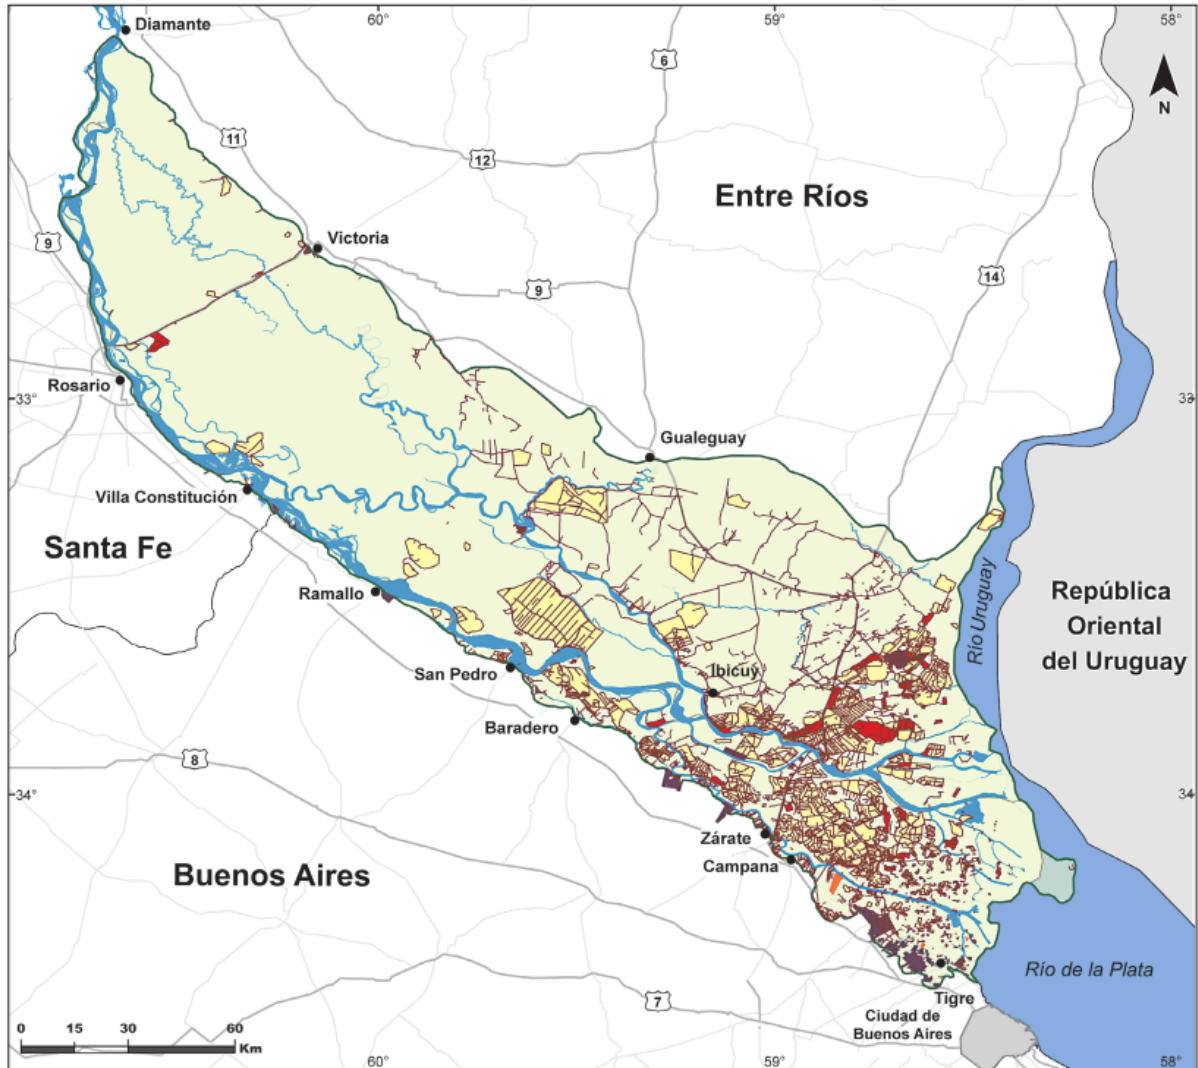 60°
59°
58°
Diamante
N
6
11
12
Entre Ríos
9
Victoria
14
9
Rosario
33°
33
Gualeguay
Villa Constitución
Santa Fe
Ramallo
República
Oriental
del Uruguay
Río Uruguay
San Pedro
Ibicuy
Baradero
8
34°
34
Zárate
Campana
Buenos Aires
Río de la Plata
7
Tigre
Ciudad de
Buenos Aires
0 15 30 60
Km
60°
59°
58°